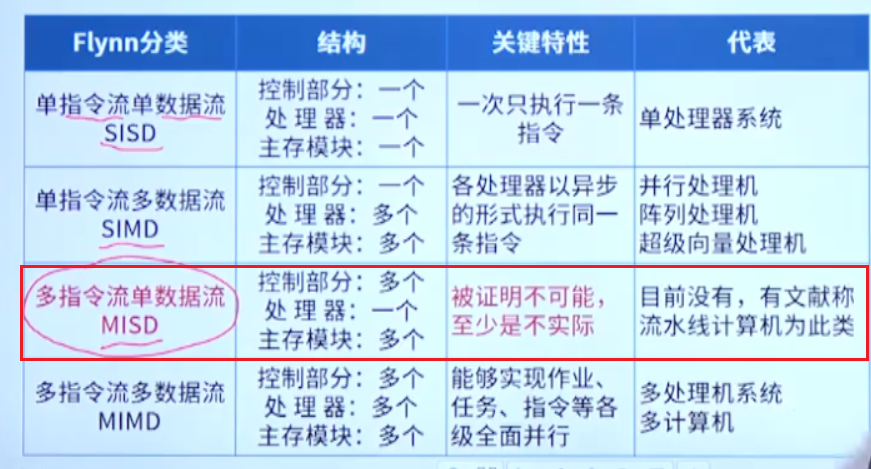 Flynn分类 结构 关键特性 代表
单指令流单数据流
SISD
控制部分：一个
处 理 器：一个
主存模块：一个
一次只执行一条
指令
单处理器系统
单指令流多数据流
SIMD
控制部分：一个
处 理 器：多个
主存模块：多个
各处理器以异步
的形式执行同一
条指令
并行处理机
阵列处理机
超级向量处理机
多指令流单数据流
MISD
控制部分：多个
处 理 器：一个
主存模块：多个
被证明不可能，
至少是不实际
目前没有，有文献称
流水线计算机为此类
多指令流多数据流
MIMD
控制部分：多个
处 理 器：多个
主存模块：多个
能够实现作业、
任务、指令等各
级全面并行
多处理机系统
多计算机